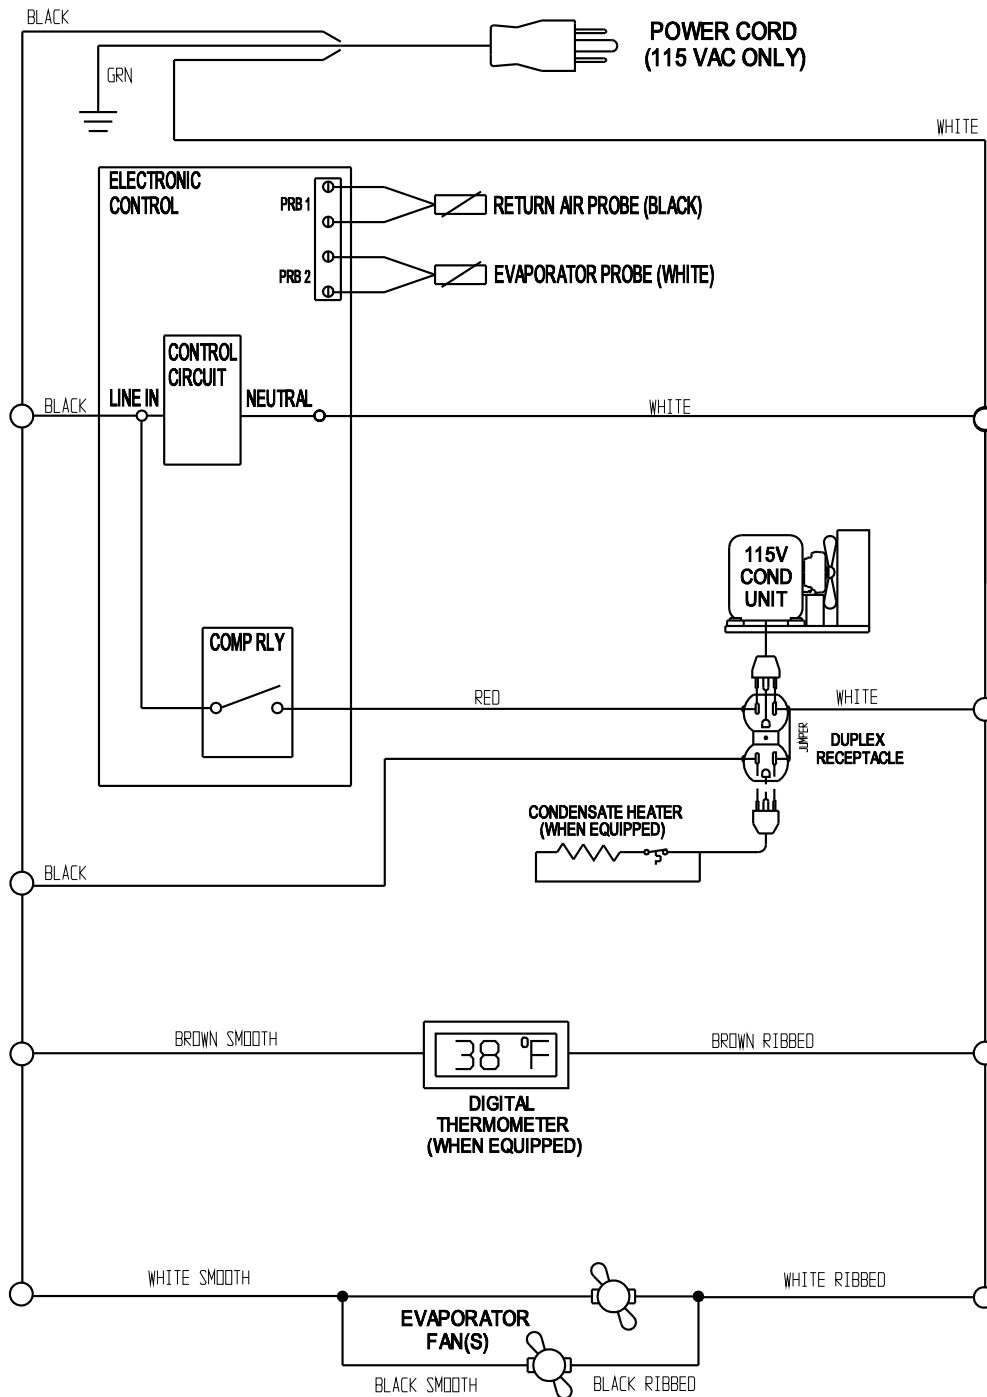 BLACK
POWER CORD
(115 VAC ONLY)
GRN
WHITE
ELECTRONIC
CONTROL
PRB 1
RETURN AIR PROBE (BLACK)
PRB 2
EVAPORATOR PROBE (WHITE)
CONTROL
CIRCUIT
BLACK
LINE IN
NEUTRAL
WHITE
115V
COND
UNIT
COMP RLY
RED
WHITE
JUMPER
DUPLEX
RECEPTACLE
CONDENSATE HEATER
(WHEN EQUIPPED)
BLACK
BROWN SMOOTH
38 °F
BROWN RIBBED
DIGITAL
THERMOMETER
(WHEN EQUIPPED)
WHITE SMOOTH
WHITE RIBBED
EVAPORATOR
FAN(S)
BLACK SMOOTH
BLACK RIBBED